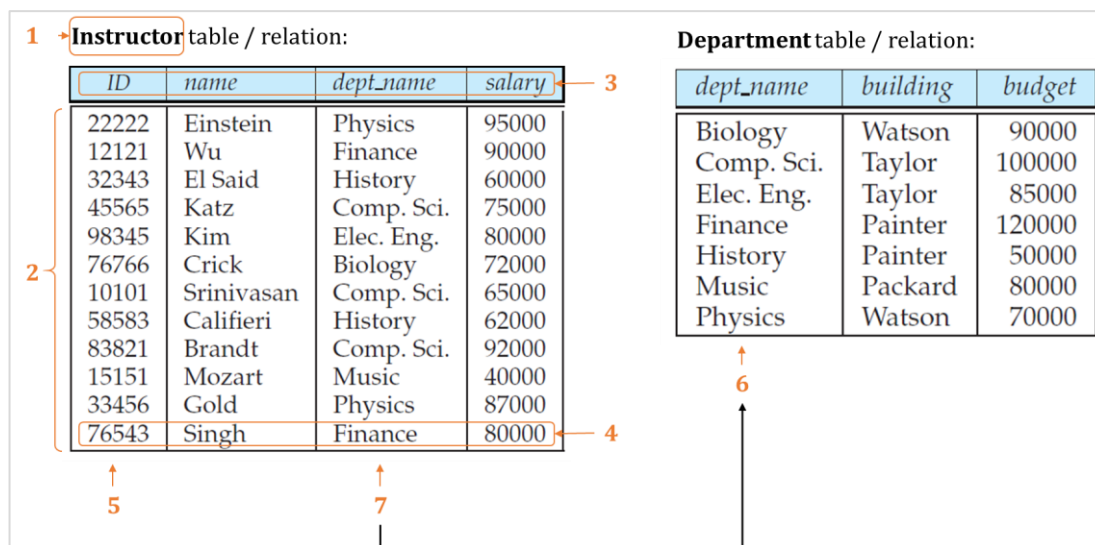 1 Instructor table / relation:
ID name dept_name salary 3
22222 Einstein Physics 95000
12121 Wu Finance 90000
32343 El Said History 60000
45565 Katz Comp. Sci. 75000
98345 Kim Elec. Eng. 80000
2 76766 Crick Biology 72000
10101 Srinivasan Comp. Sci. 65000
58583 Califieri History 62000
83821 Brandt Comp. Sci. 92000
15151 Mozart Music 40000
33456 Gold Physics 87000
76543 Singh Finance 80000 4
5 7
Department table / relation:
dept_name building budget
Biology Watson 90000
Comp. Sci. Taylor 100000
Elec. Eng. Taylor 85000
Finance Painter 120000
History Painter 50000
Music Packard 80000
Physics Watson 70000
6